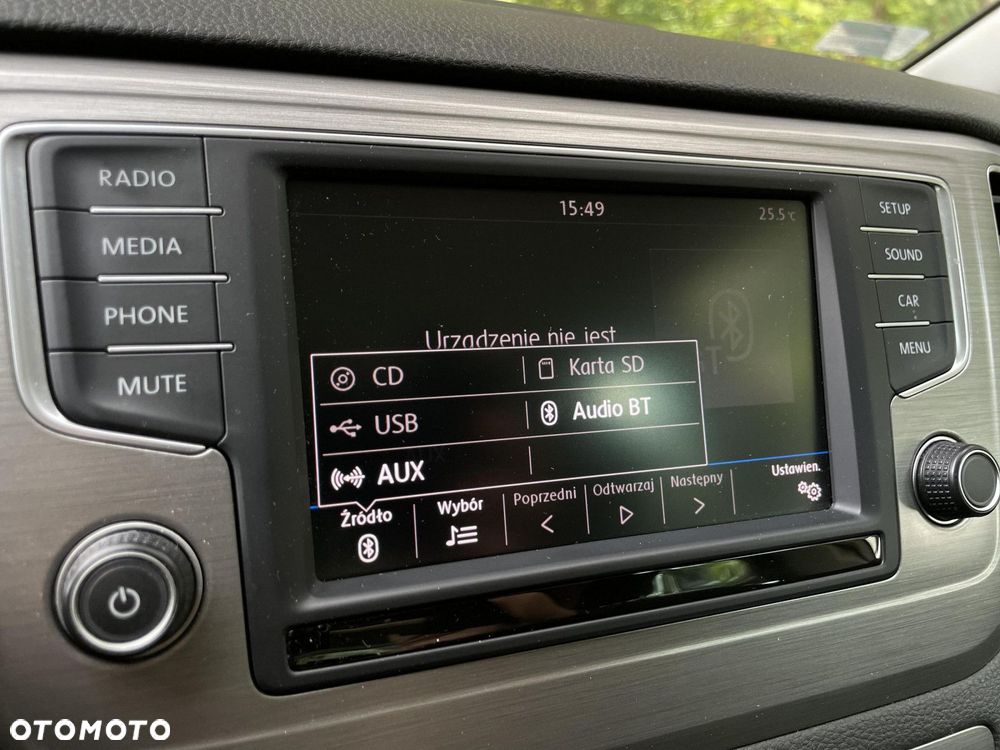 RADIO
MEDIA
PHONE
MUTE
15:49
25.5 °C
Urządzenie nie jest
CD
Karta SD
USB
Audio BT
AUX
Źródło
Wybór
Poprzedni
Odtwarzaj
Następny
Ustawien.
SETUP
SOUND
CAR
MENU
OTOMOTO